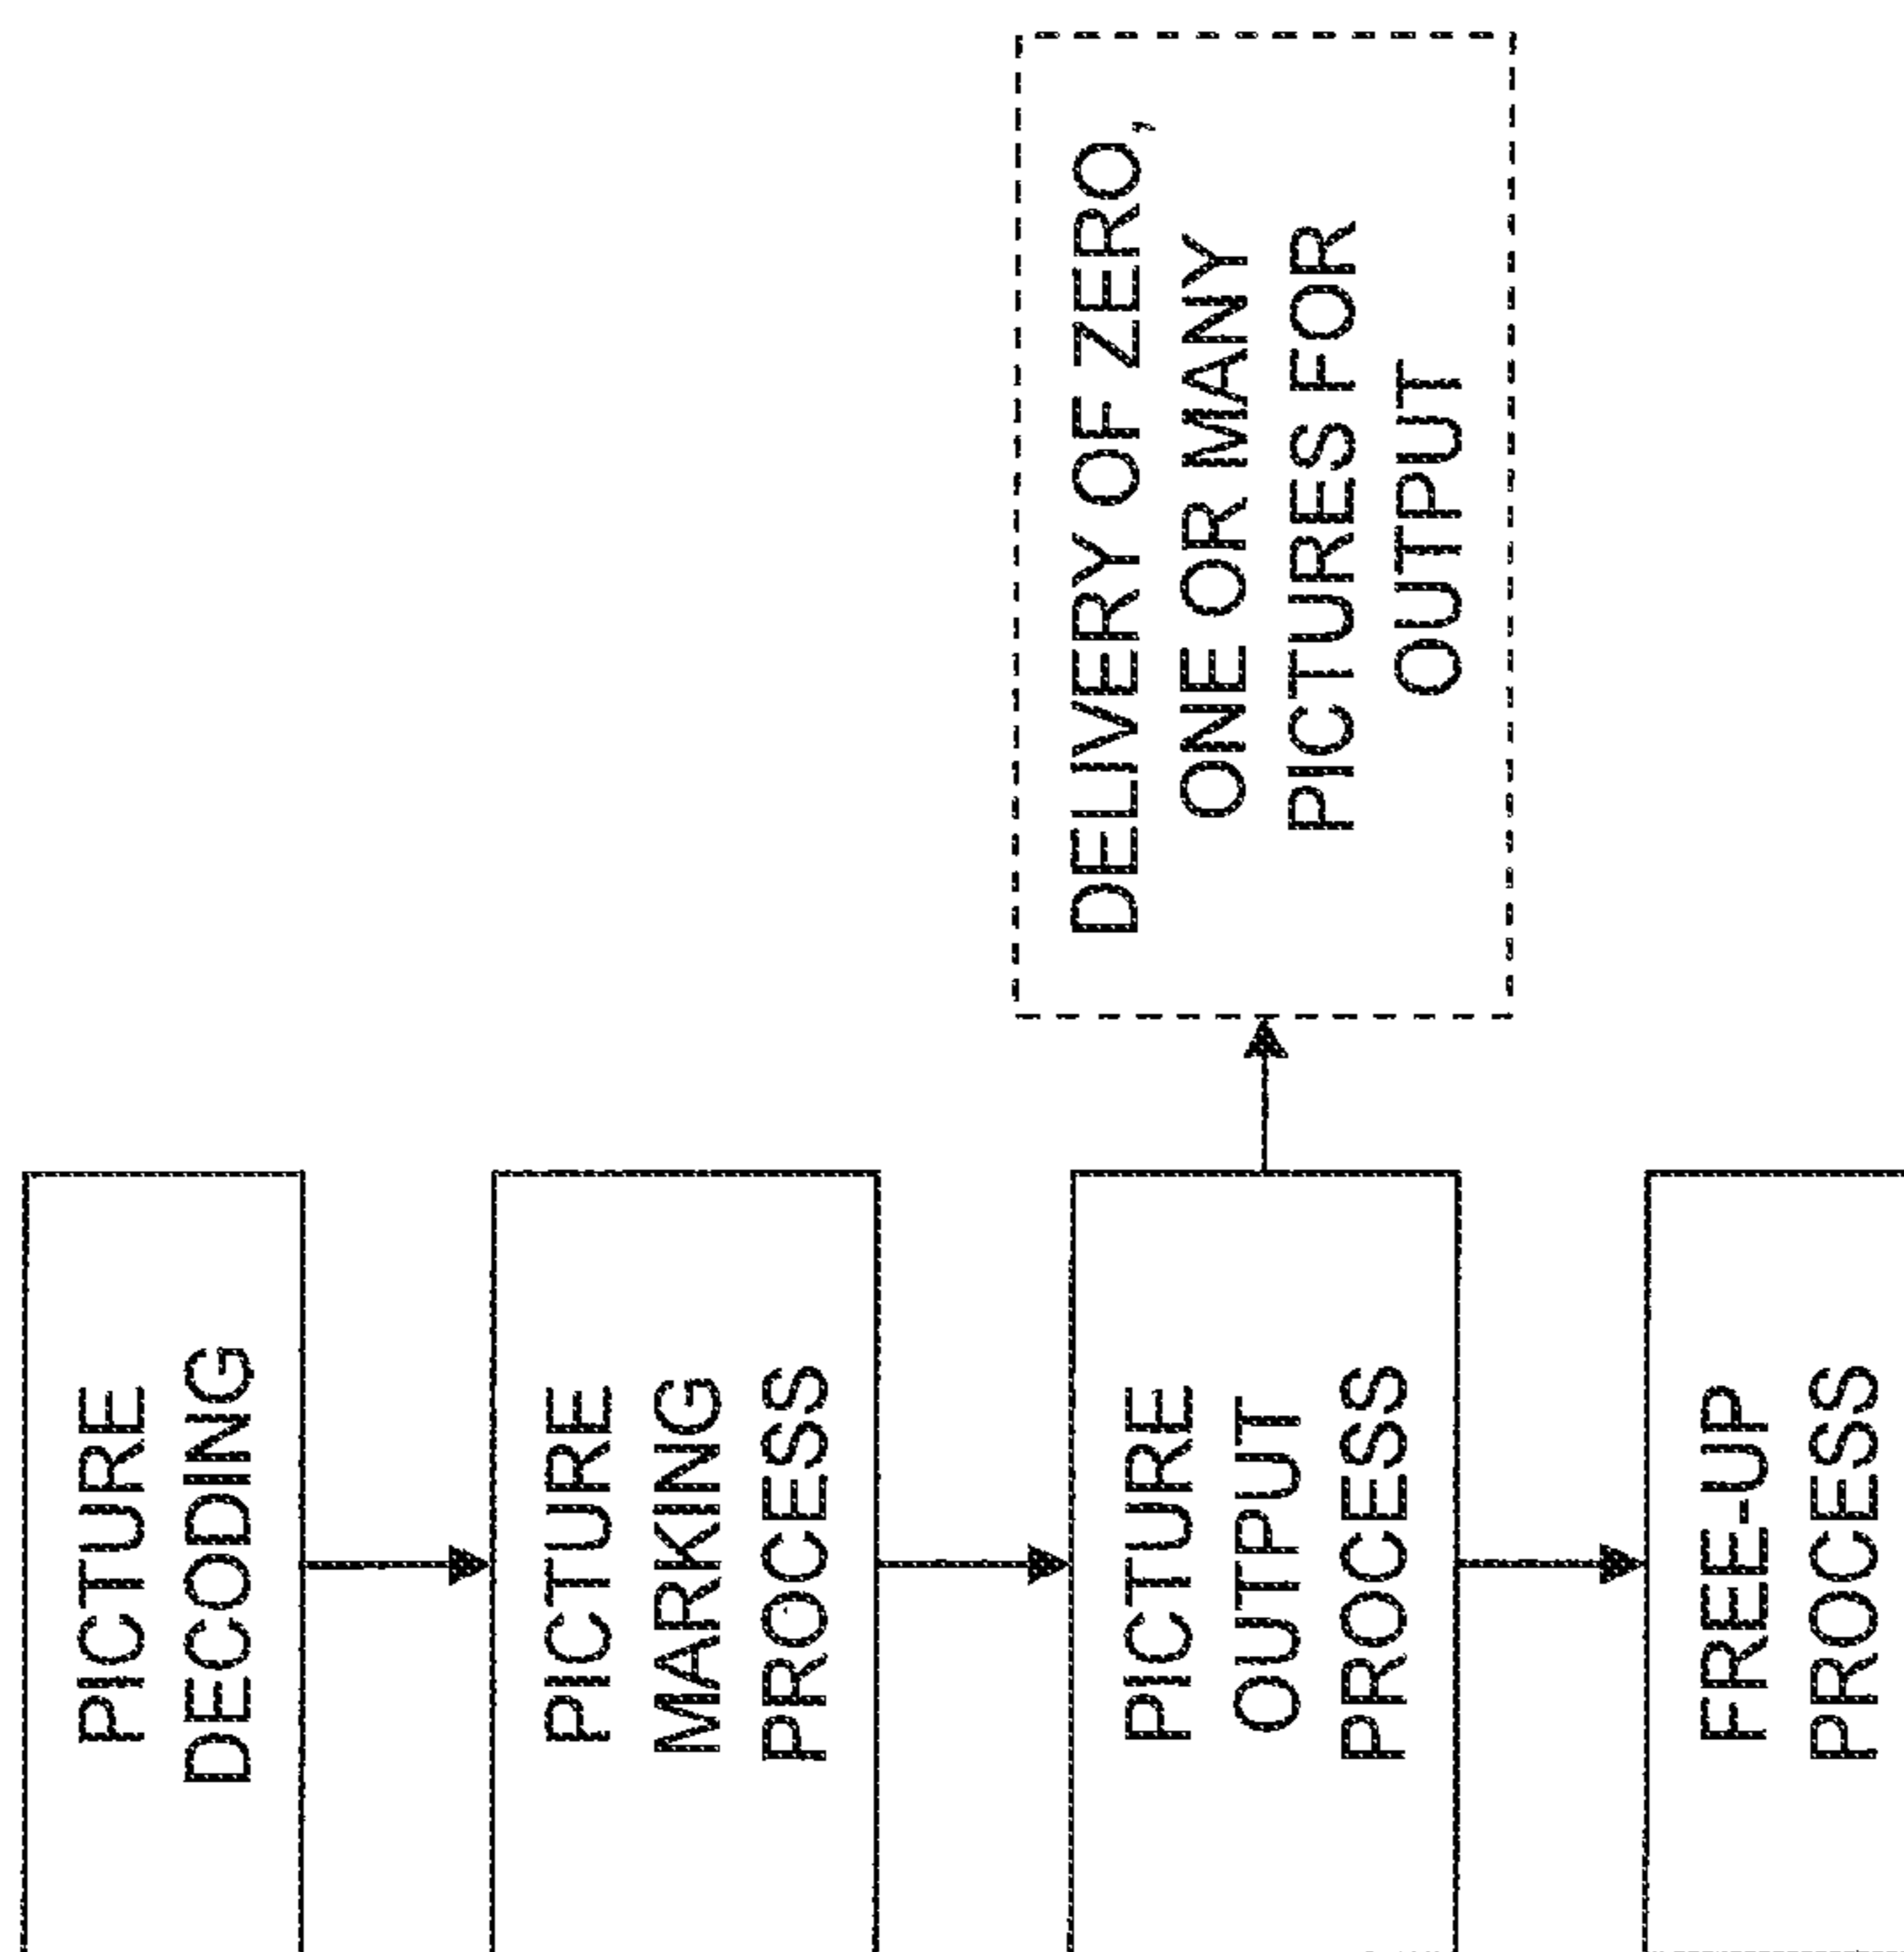 PICTURE
DECODING
PICTURE
MARKING
PROCESS
PICTURE
OUTPUT
PROCESS
DELIVERY OF ZERO,
ONE OR MANY
PICTURES FOR
OUTPUT
FREE-UP
PROCESS